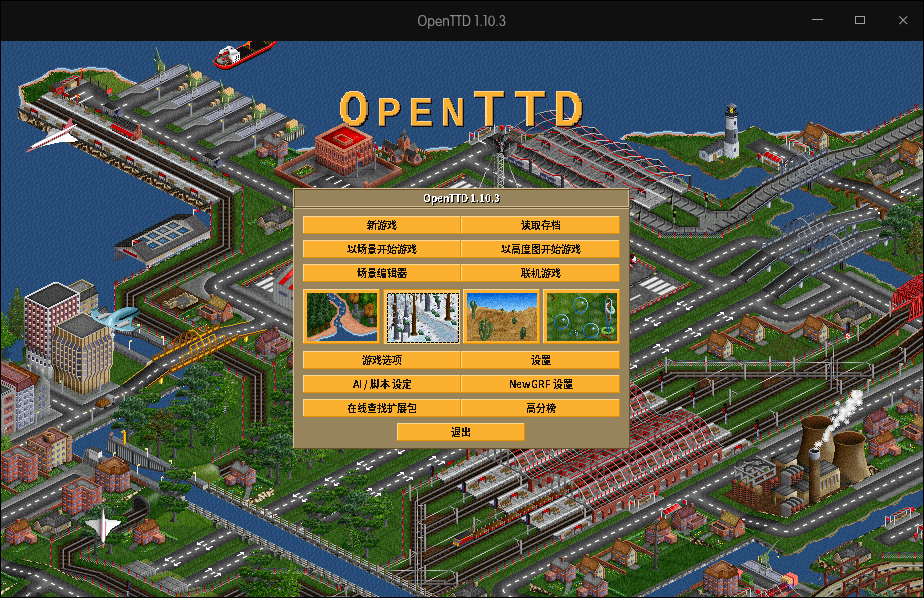 OpenTTD 1.10.3
OPENTTD
OpenTTD 1.10.3
新游戏 读取存档
以场景开始游戏 以高度图开始游戏
场景编辑器 联机游戏
游戏选项 设置
AI / 脚本 设定 NewGRF 设置
在线查找扩展包 高分榜
退出